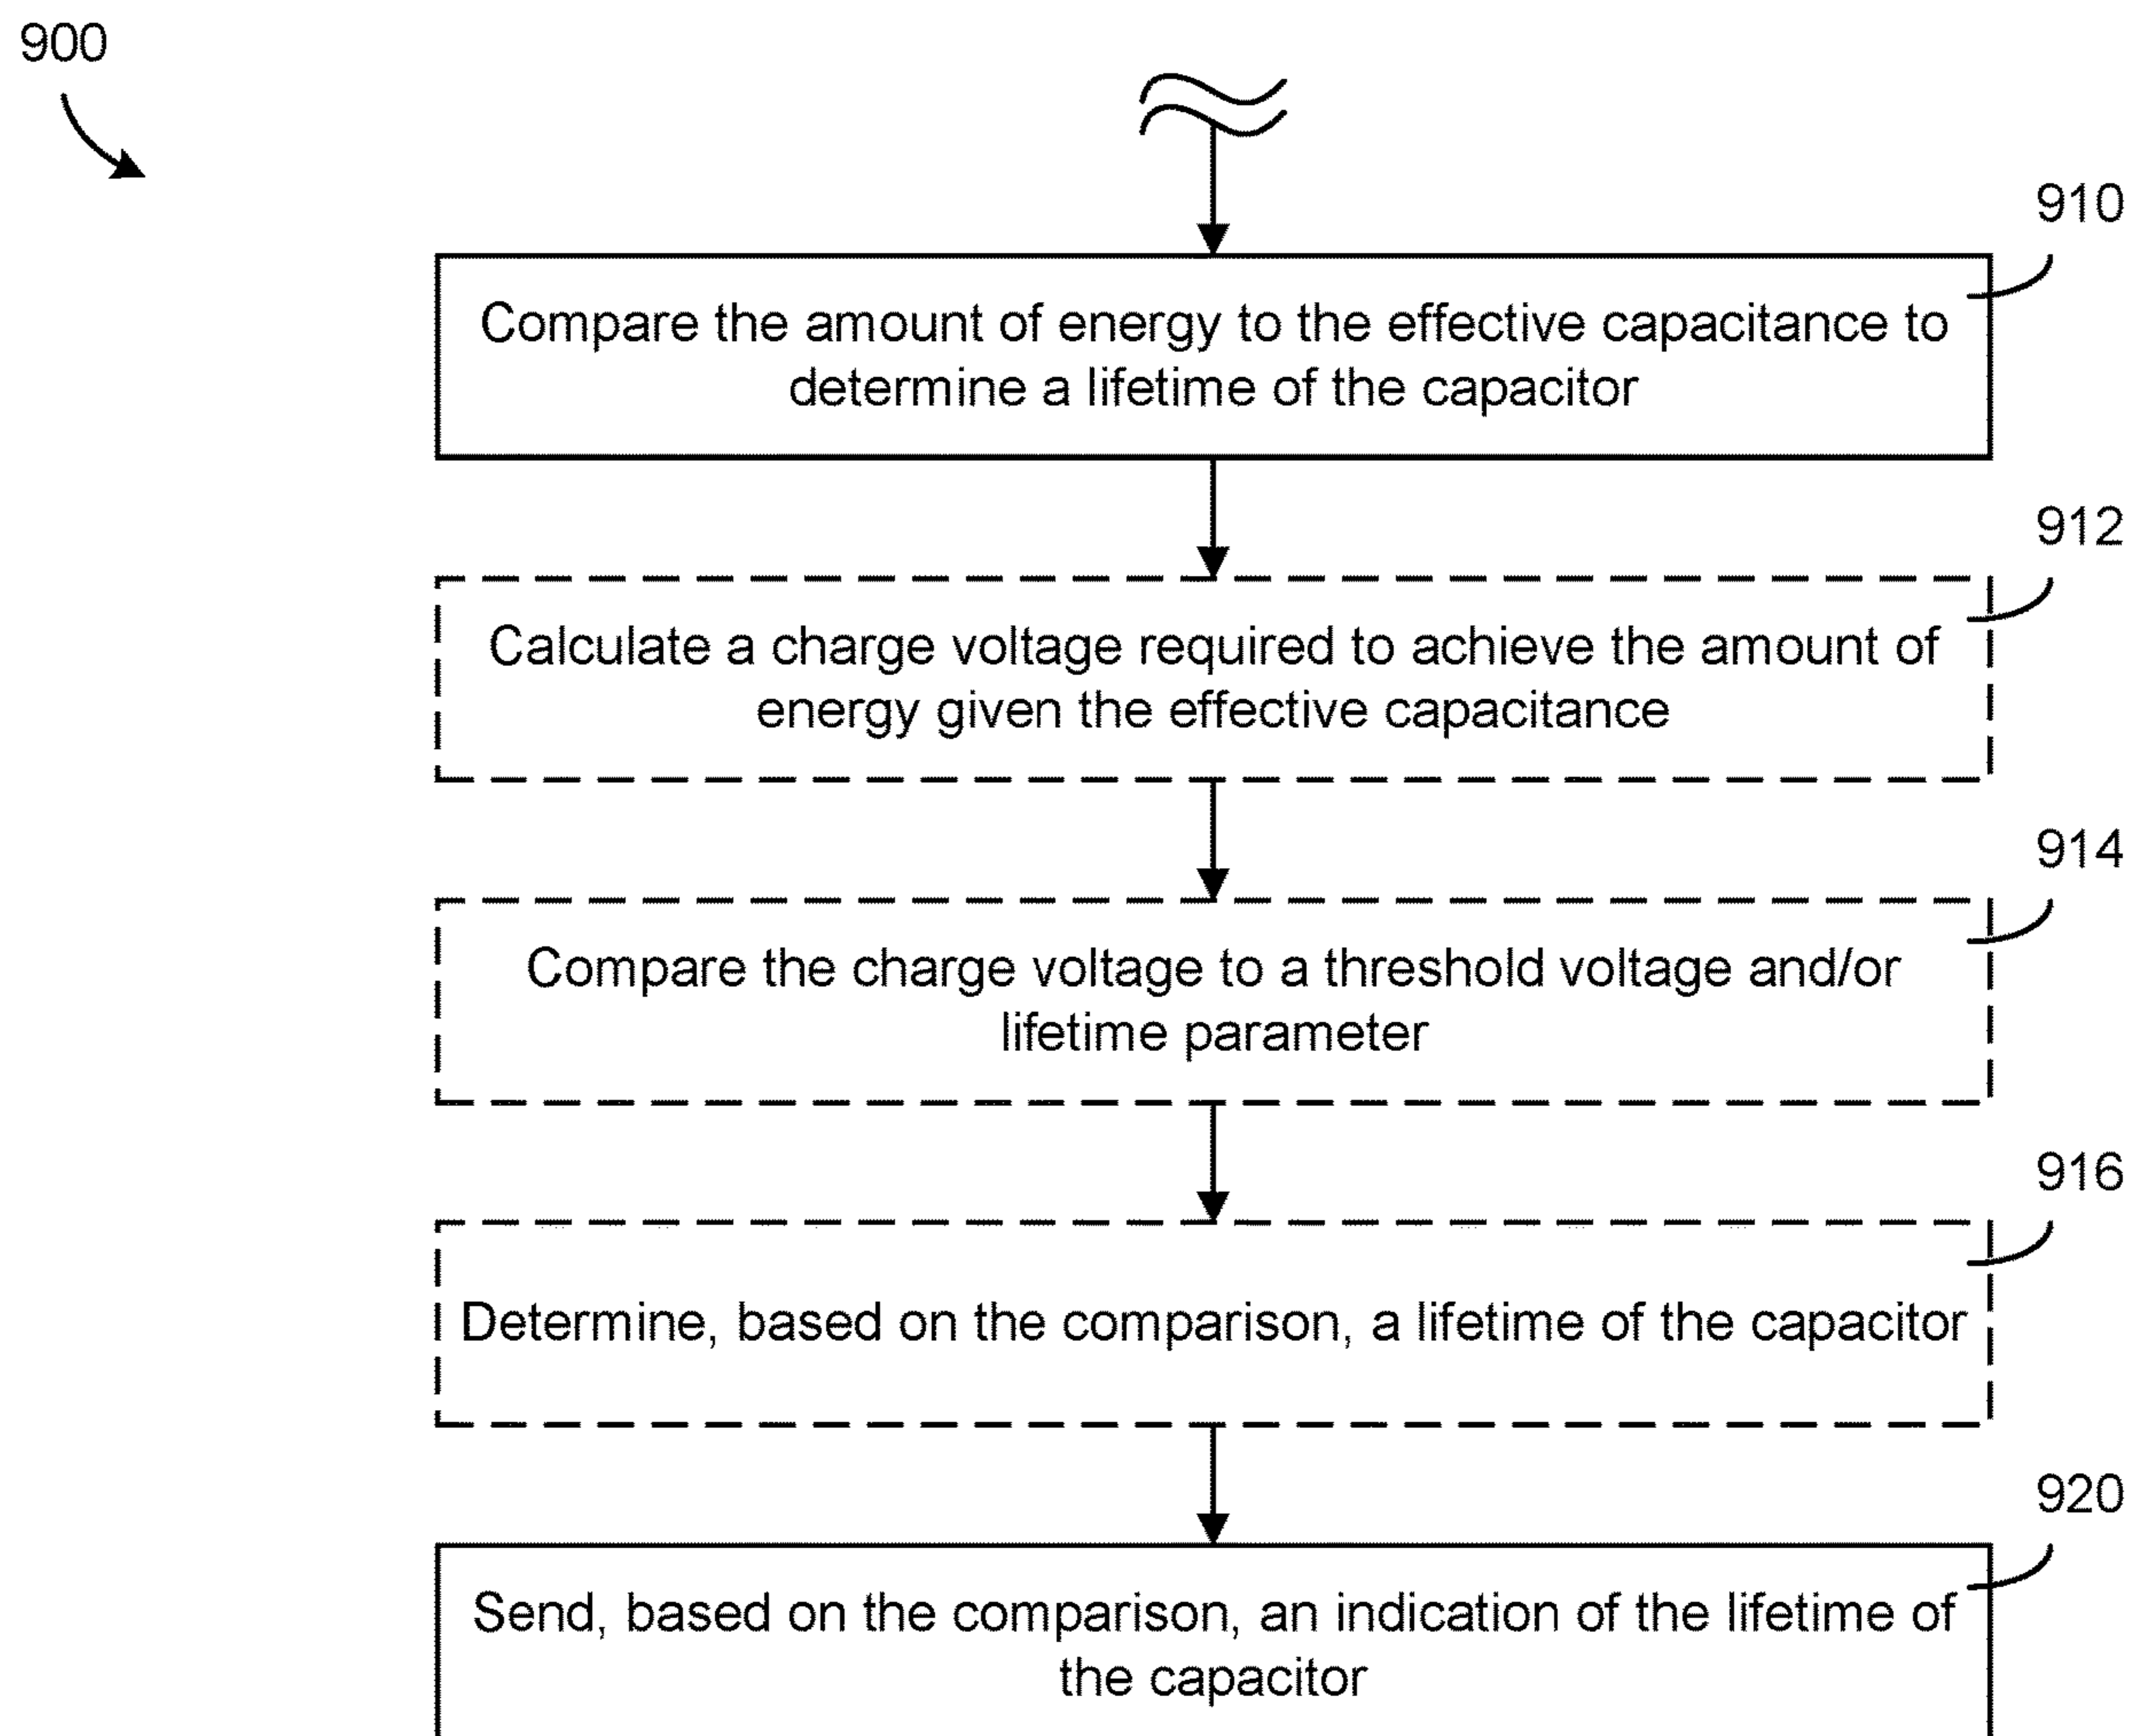 900
910
Compare the amount of energy to the effective capacitance to
determine a lifetime of the capacitor
912
Calculate a charge voltage required to achieve the amount of
energy given the effective capacitance
914
Compare the charge voltage to a threshold voltage and/or
lifetime parameter
916
Determine, based on the comparison, a lifetime of the capacitor
920
Send, based on the comparison, an indication of the lifetime of
the capacitor